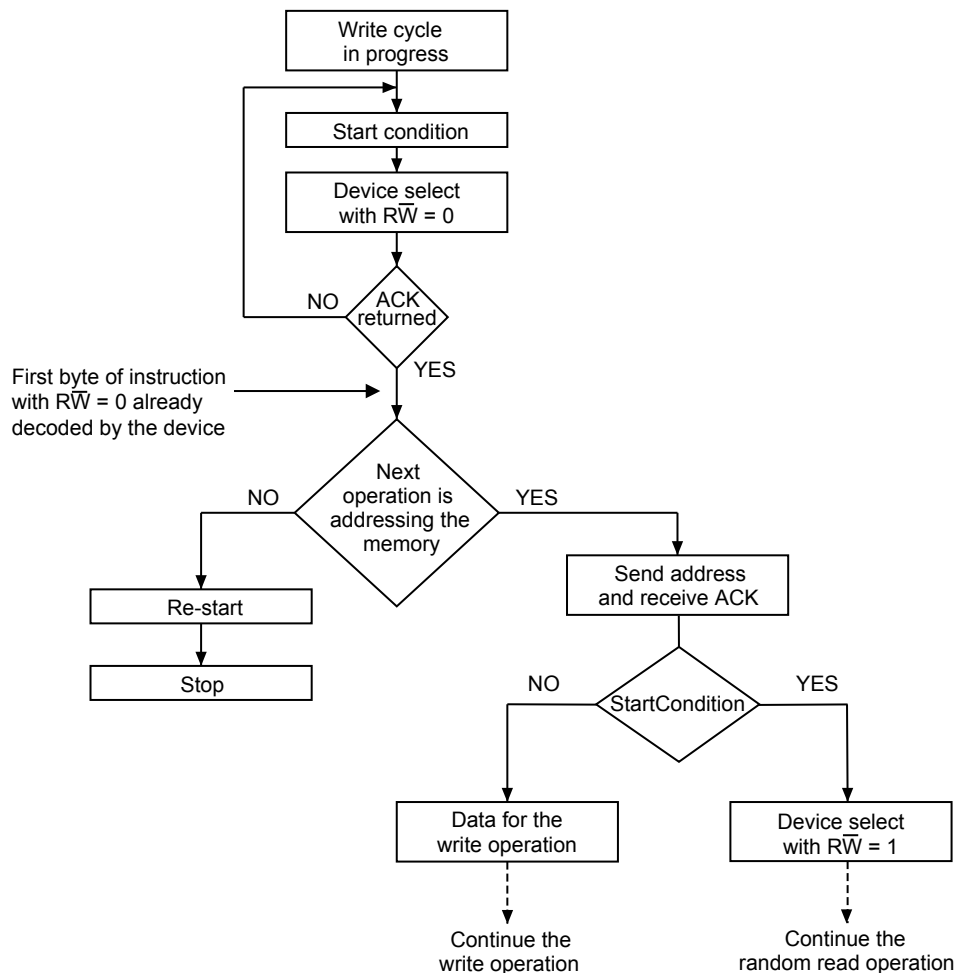 Write cycle
in progress
Start condition
Device select
with RW̅ = 0
NO
ACK
returned
YES
First byte of instruction
with RW̅ = 0 already
decoded by the device
NO
Next
operation is
addressing the
memory
YES
Send address
and receive ACK
Re-start
Stop
NO
StartCondition
YES
Data for the
write operation
Device select
with RW̅ = 1
Continue the
write operation
Continue the
random read operation